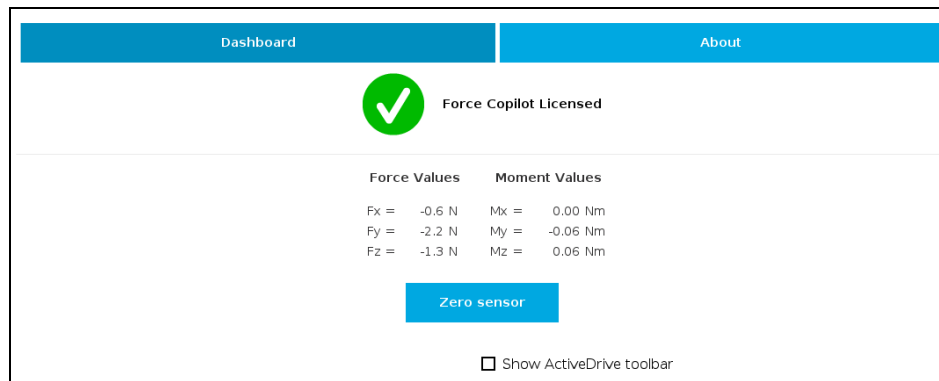 Dashboard About
Force Copilot Licensed
Force Values Moment Values
Fx = -0.6 N Mx = 0.00 Nm
Fy = -2.2 N My = -0.06 Nm
Fz = -1.3 N Mz = 0.06 Nm
Zero sensor
Show ActiveDrive toolbar